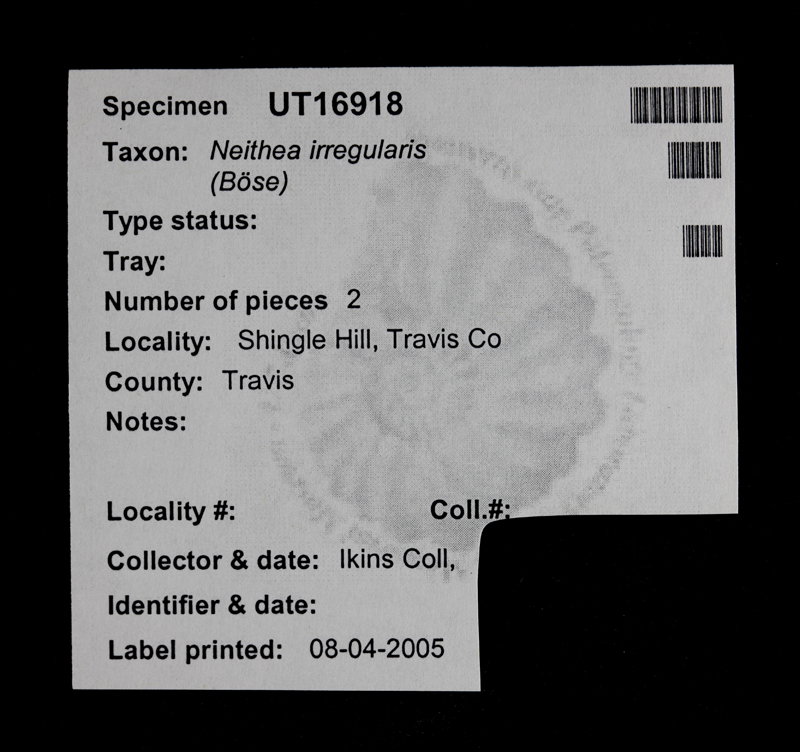 Specimen UT16918
Taxon: Neithea irregularis
(Böse)
Type status:
Tray:
Number of pieces 2
Locality: Shingle Hill, Travis Co
County: Travis
Notes:
Locality #: Coll.#:
Collector & date: Ikins Coll,
Identifier & date:
Label printed: 08-04-2005